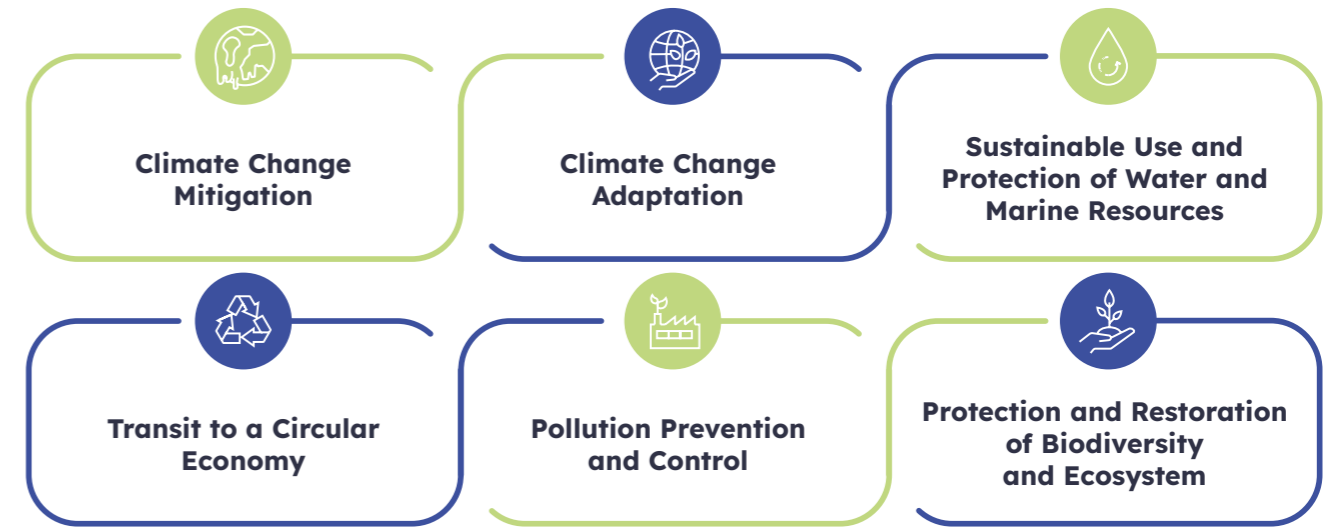 Climate Change
Mitigation
Climate Change
Adaptation
Sustainable Use and
Protection of Water and
Marine Resources
Transit to a Circular
Economy
Pollution Prevention
and Control
Protection and Restoration
of Biodiversity
and Ecosystem